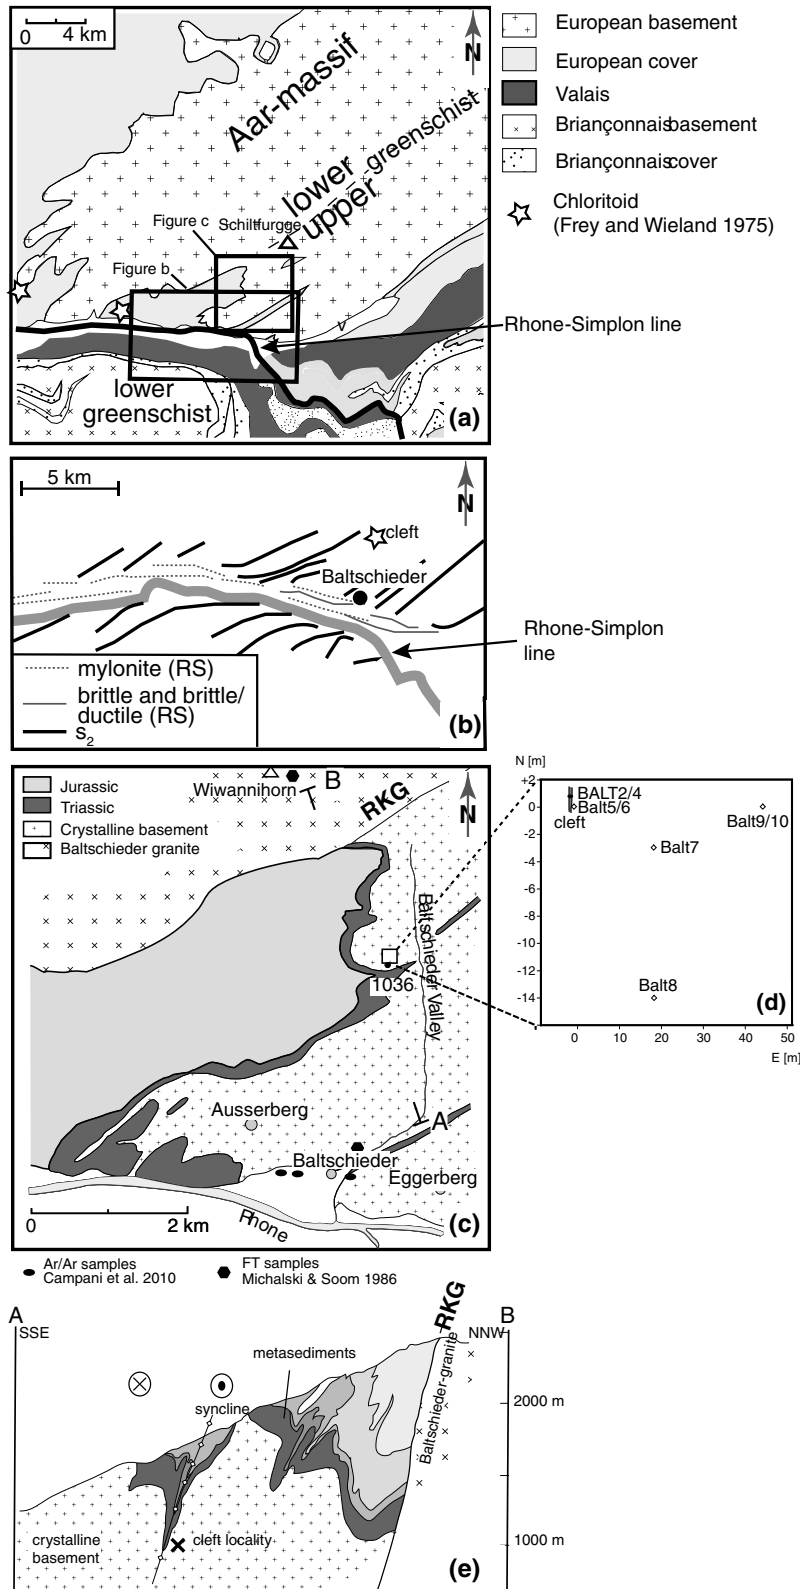 0 4 km
N
Aar-massif
lower greenschist
upper
Figure c
Schiltfurgge
Figure b
v
lower
greenschist
(a)
European basement
European cover
Valais
Briançonnais basement
Briançonnais cover
Chloritoid
(Frey and Wieland 1975)
Rhone-Simplon line
5 km
N
cleft
Baltschieder
Rhone-Simplon
line
mylonite (RS)
brittle and brittle/
ductile (RS)
s2
(b)
Jurassic
Triassic
Crystalline basement
Baltschieder granite
Wiwannihorn
B
RKG
N
Baltschieder Valley
1036
Ausserberg
A
Baltschieder
Eggerberg
0 2 km
Rhone
(c)
Ar/Ar samples
Campani et al. 2010
FT samples
Michalski & Soom 1986
N [m]
+2
0
-2
-4
-6
-8
-10
-12
-14
BALT2/4
Balt5/6
cleft
Balt9/10
Balt7
Balt8
(d)
0 10 20 30 40 50
E [m]
A
SSE
RKG
B
NNW
metasediments
syncline
Baltschieder-granite
2000 m
1000 m
crystalline
basement
cleft locality
(e)